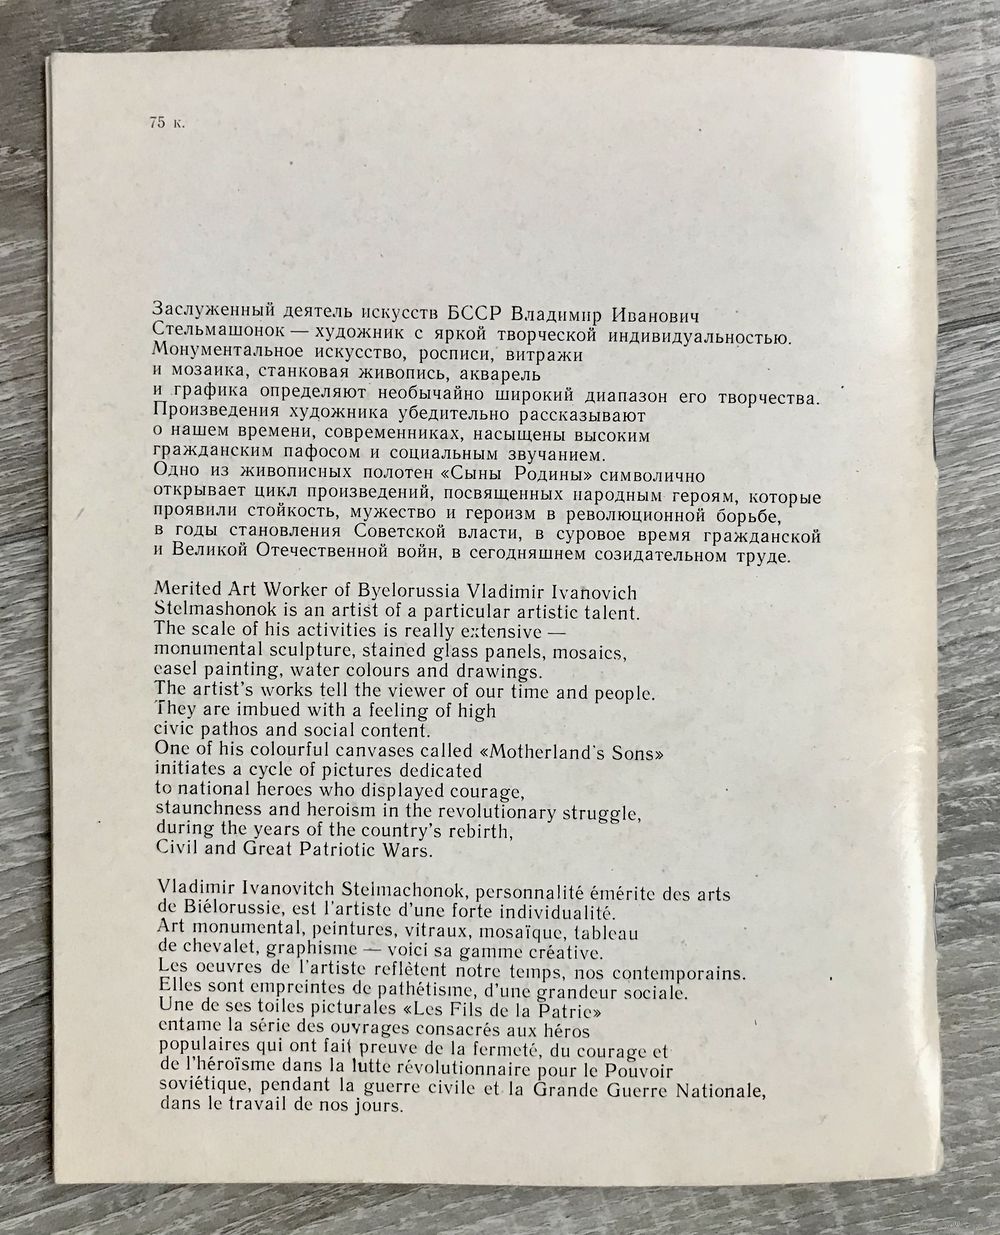 75 к.
Заслуженный деятель искусств БССР Владимир Иванович
Стельмашонок — художник с яркой творческой индивидуальностью.
Монументальное искусство, росписи, витражи
и мозаика, станковая живопись, акварель
и графика определяют необычайно широкий диапазон его творчества.
Произведения художника убедительно рассказывают
о нашем времени, современниках, насыщены высоким
гражданским пафосом и социальным звучанием.
Одно из живописных полотен «Сыны Родины» символично
открывает цикл произведений, посвященных народным героям, которые
проявили стойкость, мужество и героизм в революционной борьбе,
в годы становления Советской власти, в суровое время гражданской
и Великой Отечественной войн, в сегодняшнем созидательном труде.
Merited Art Worker of Byelorussia Vladimir Ivanovich
Stelmashonok is an artist of a particular artistic talent.
The scale of his activities is really extensive —
monumental sculpture, stained glass panels, mosaics,
easel painting, water colours and drawings.
The artist's works tell the viewer of our time and people.
They are imbued with a feeling of high
civic pathos and social content.
One of his colourful canvases called «Motherland's Sons»
initiates a cycle of pictures dedicated
to national heroes who displayed courage,
staunchness and heroism in the revolutionary struggle,
during the years of the country's rebirth,
Civil and Great Patriotic Wars.
Vladimir Ivanovitch Stelmachonok, personnalité émérite des arts
de Biélorussie, est l'artiste d'une forte individualité.
Art monumental, peintures, vitraux, mosaïque, tableau
de chevalet, graphisme — voici sa gamme créative.
Les oeuvres de l'artiste reflètent notre temps, nos contemporains.
Elles sont empreintes de pathétisme, d'une grandeur sociale.
Une de ses toiles picturales «Les Fils de la Patrie»
entame la série des ouvrages consacrés aux héros
populaires qui ont fait preuve de la fermeté, du courage et
de l'héroïsme dans la lutte révolutionnaire pour le Pouvoir
soviétique, pendant la guerre civile et la Grande Guerre Nationale,
dans le travail de nos jours.